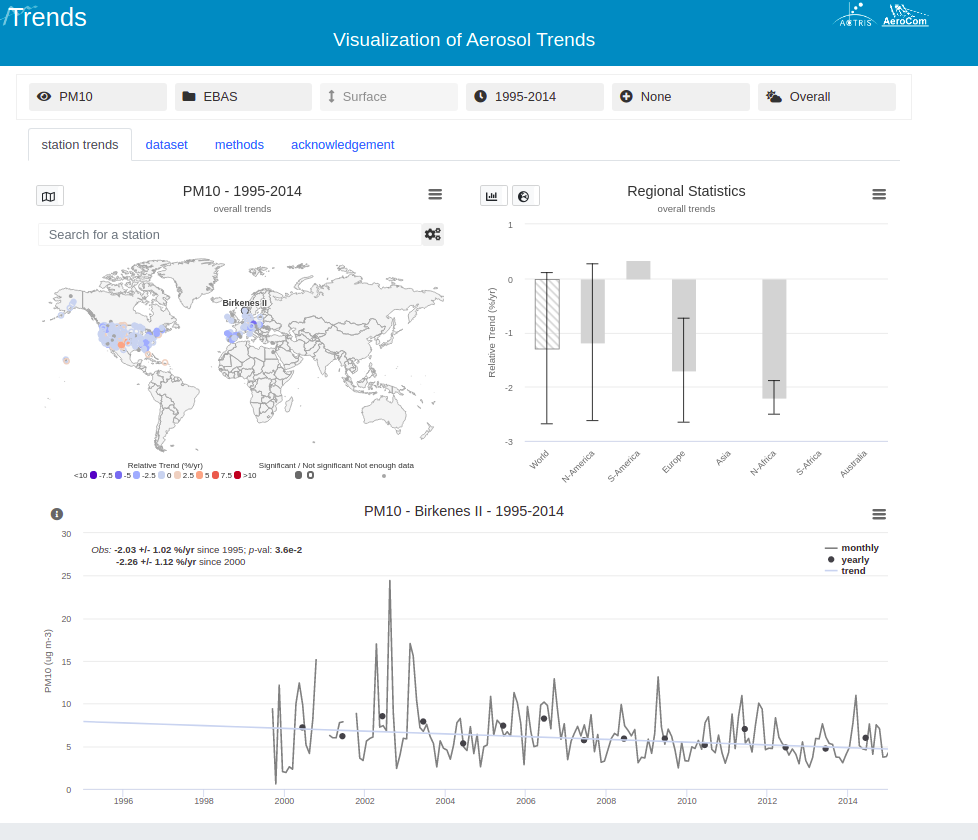 Trends
ACTRIS
AeroCom
Visualization of Aerosol Trends
PM10
EBAS
Surface
1995-2014
None
Overall
station trends
dataset
methods
acknowledgement
PM10 - 1995-2014
overall trends
Search for a station
Birkenes II
Relative Trend (%/yr)
Significant / Not significant Not enough data
<10 -7.5 -5 -2.5 0 2.5 5 7.5 >10
Regional Statistics
overall trends
Relative Trend (%/yr)
1
0
-1
-2
-3
World
N-America
S-America
Europe
Asia
N-Africa
S-Africa
Australia
PM10 - Birkenes II - 1995-2014
Obs: -2.03 +/- 1.02 %/yr since 1995; p-val: 3.6e-2
-2.26 +/- 1.12 %/yr since 2000
monthly
yearly
trend
PM10 (ug m-3)
30
25
20
15
10
5
0
1996 1998 2000 2002 2004 2006 2008 2010 2012 2014